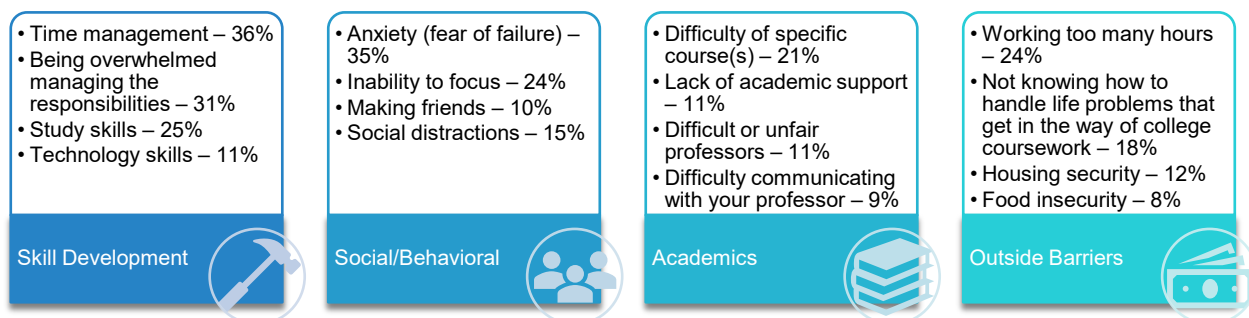 • Time management – 36%
• Being overwhelmed
managing the
responsibilities – 31%
• Study skills – 25%
• Technology skills – 11%
Skill Development
• Anxiety (fear of failure) –
35%
• Inability to focus – 24%
• Making friends – 10%
• Social distractions – 15%
Social/Behavioral
• Difficulty of specific
course(s) – 21%
• Lack of academic support
– 11%
• Difficult or unfair
professors – 11%
• Difficulty communicating
with your professor – 9%
Academics
• Working too many hours
– 24%
• Not knowing how to
handle life problems that
get in the way of college
coursework – 18%
• Housing security – 12%
• Food insecurity – 8%
Outside Barriers